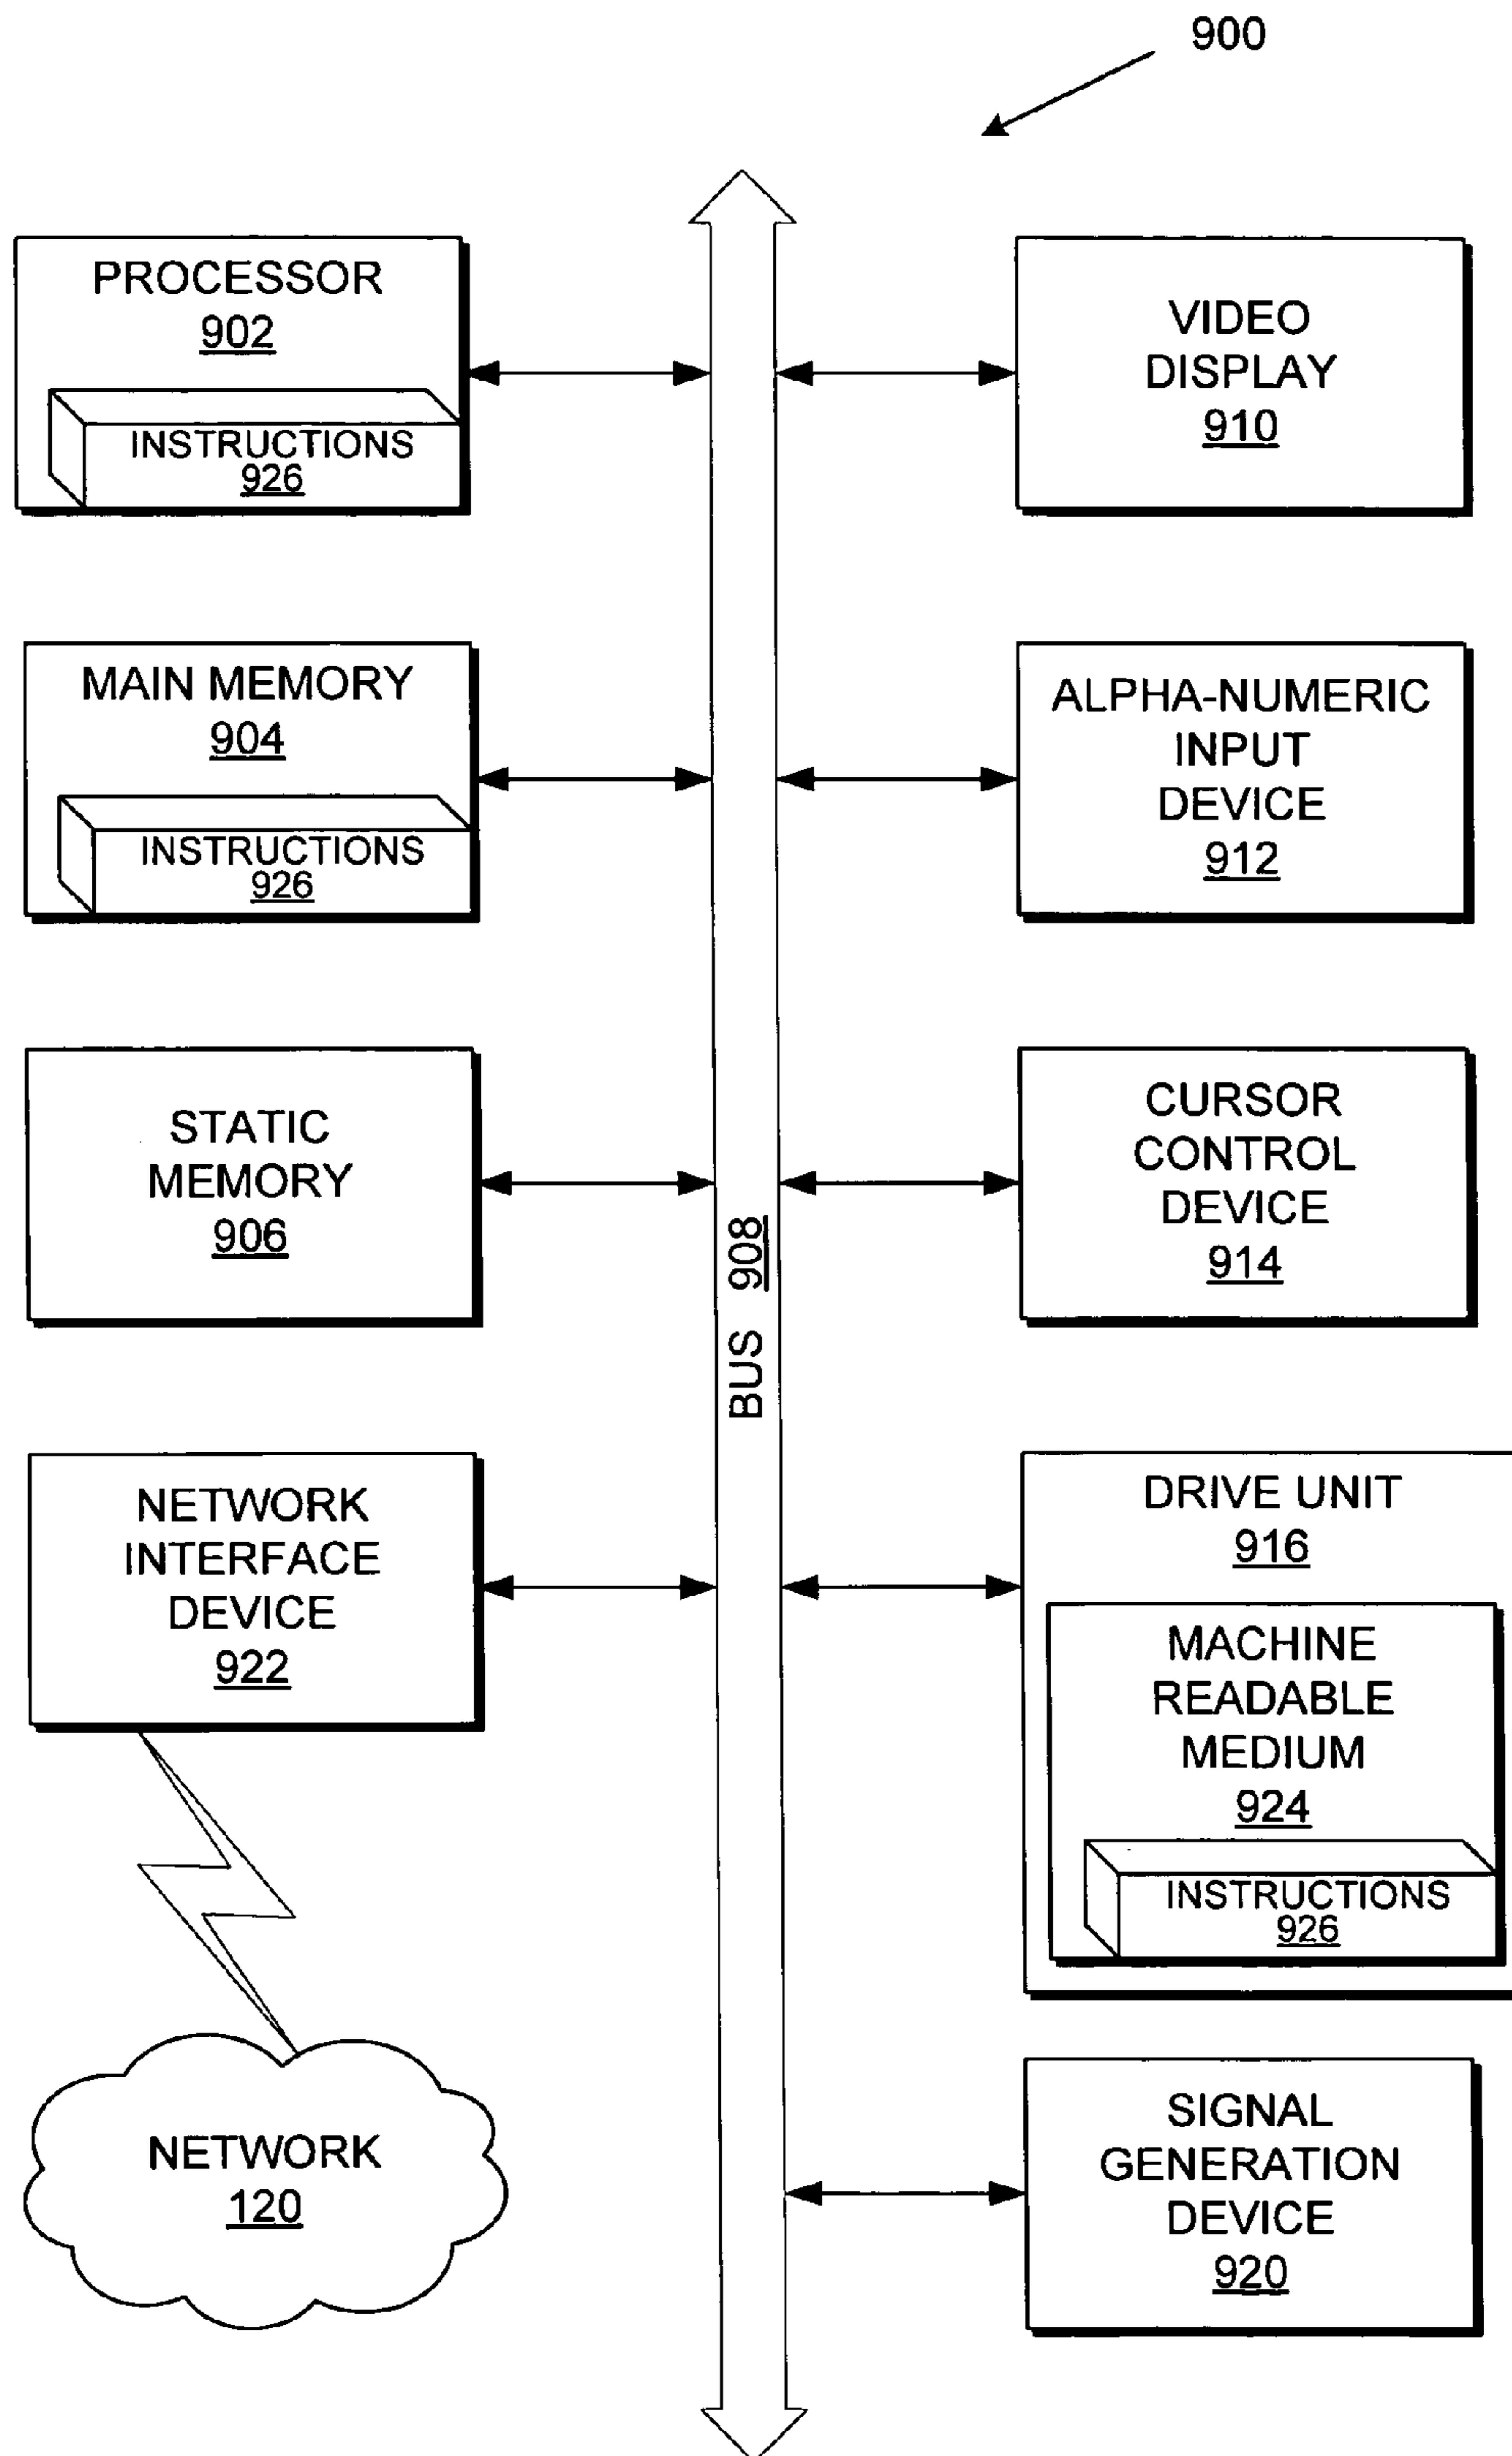 900
PROCESSOR
902
INSTRUCTIONS
926
MAIN MEMORY
904
INSTRUCTIONS
926
STATIC
MEMORY
906
NETWORK
INTERFACE
DEVICE
922
NETWORK
120
BUS 908
VIDEO
DISPLAY
910
ALPHA-NUMERIC
INPUT
DEVICE
912
CURSOR
CONTROL
DEVICE
914
DRIVE UNIT
916
MACHINE
READABLE
MEDIUM
924
INSTRUCTIONS
926
SIGNAL
GENERATION
DEVICE
920